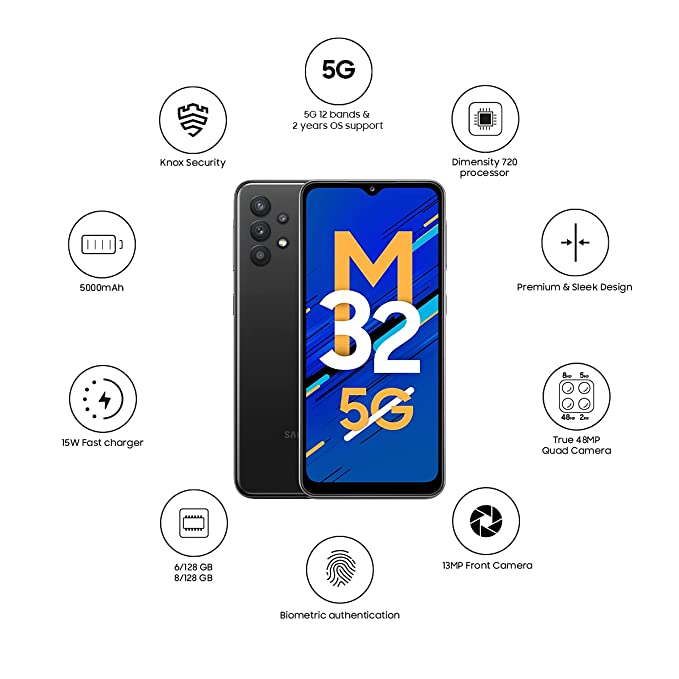 5G
5G 12 bands &
2 years OS support
Knox Security
Dimensity 720
processor
5000mAh
Premium & Sleek Design
M
32
5G
15W Fast charger
8MP 5MP
48MP 2MP
True 48MP
Quad Camera
6/128 GB
8/128 GB
13MP Front Camera
Biometric authentication